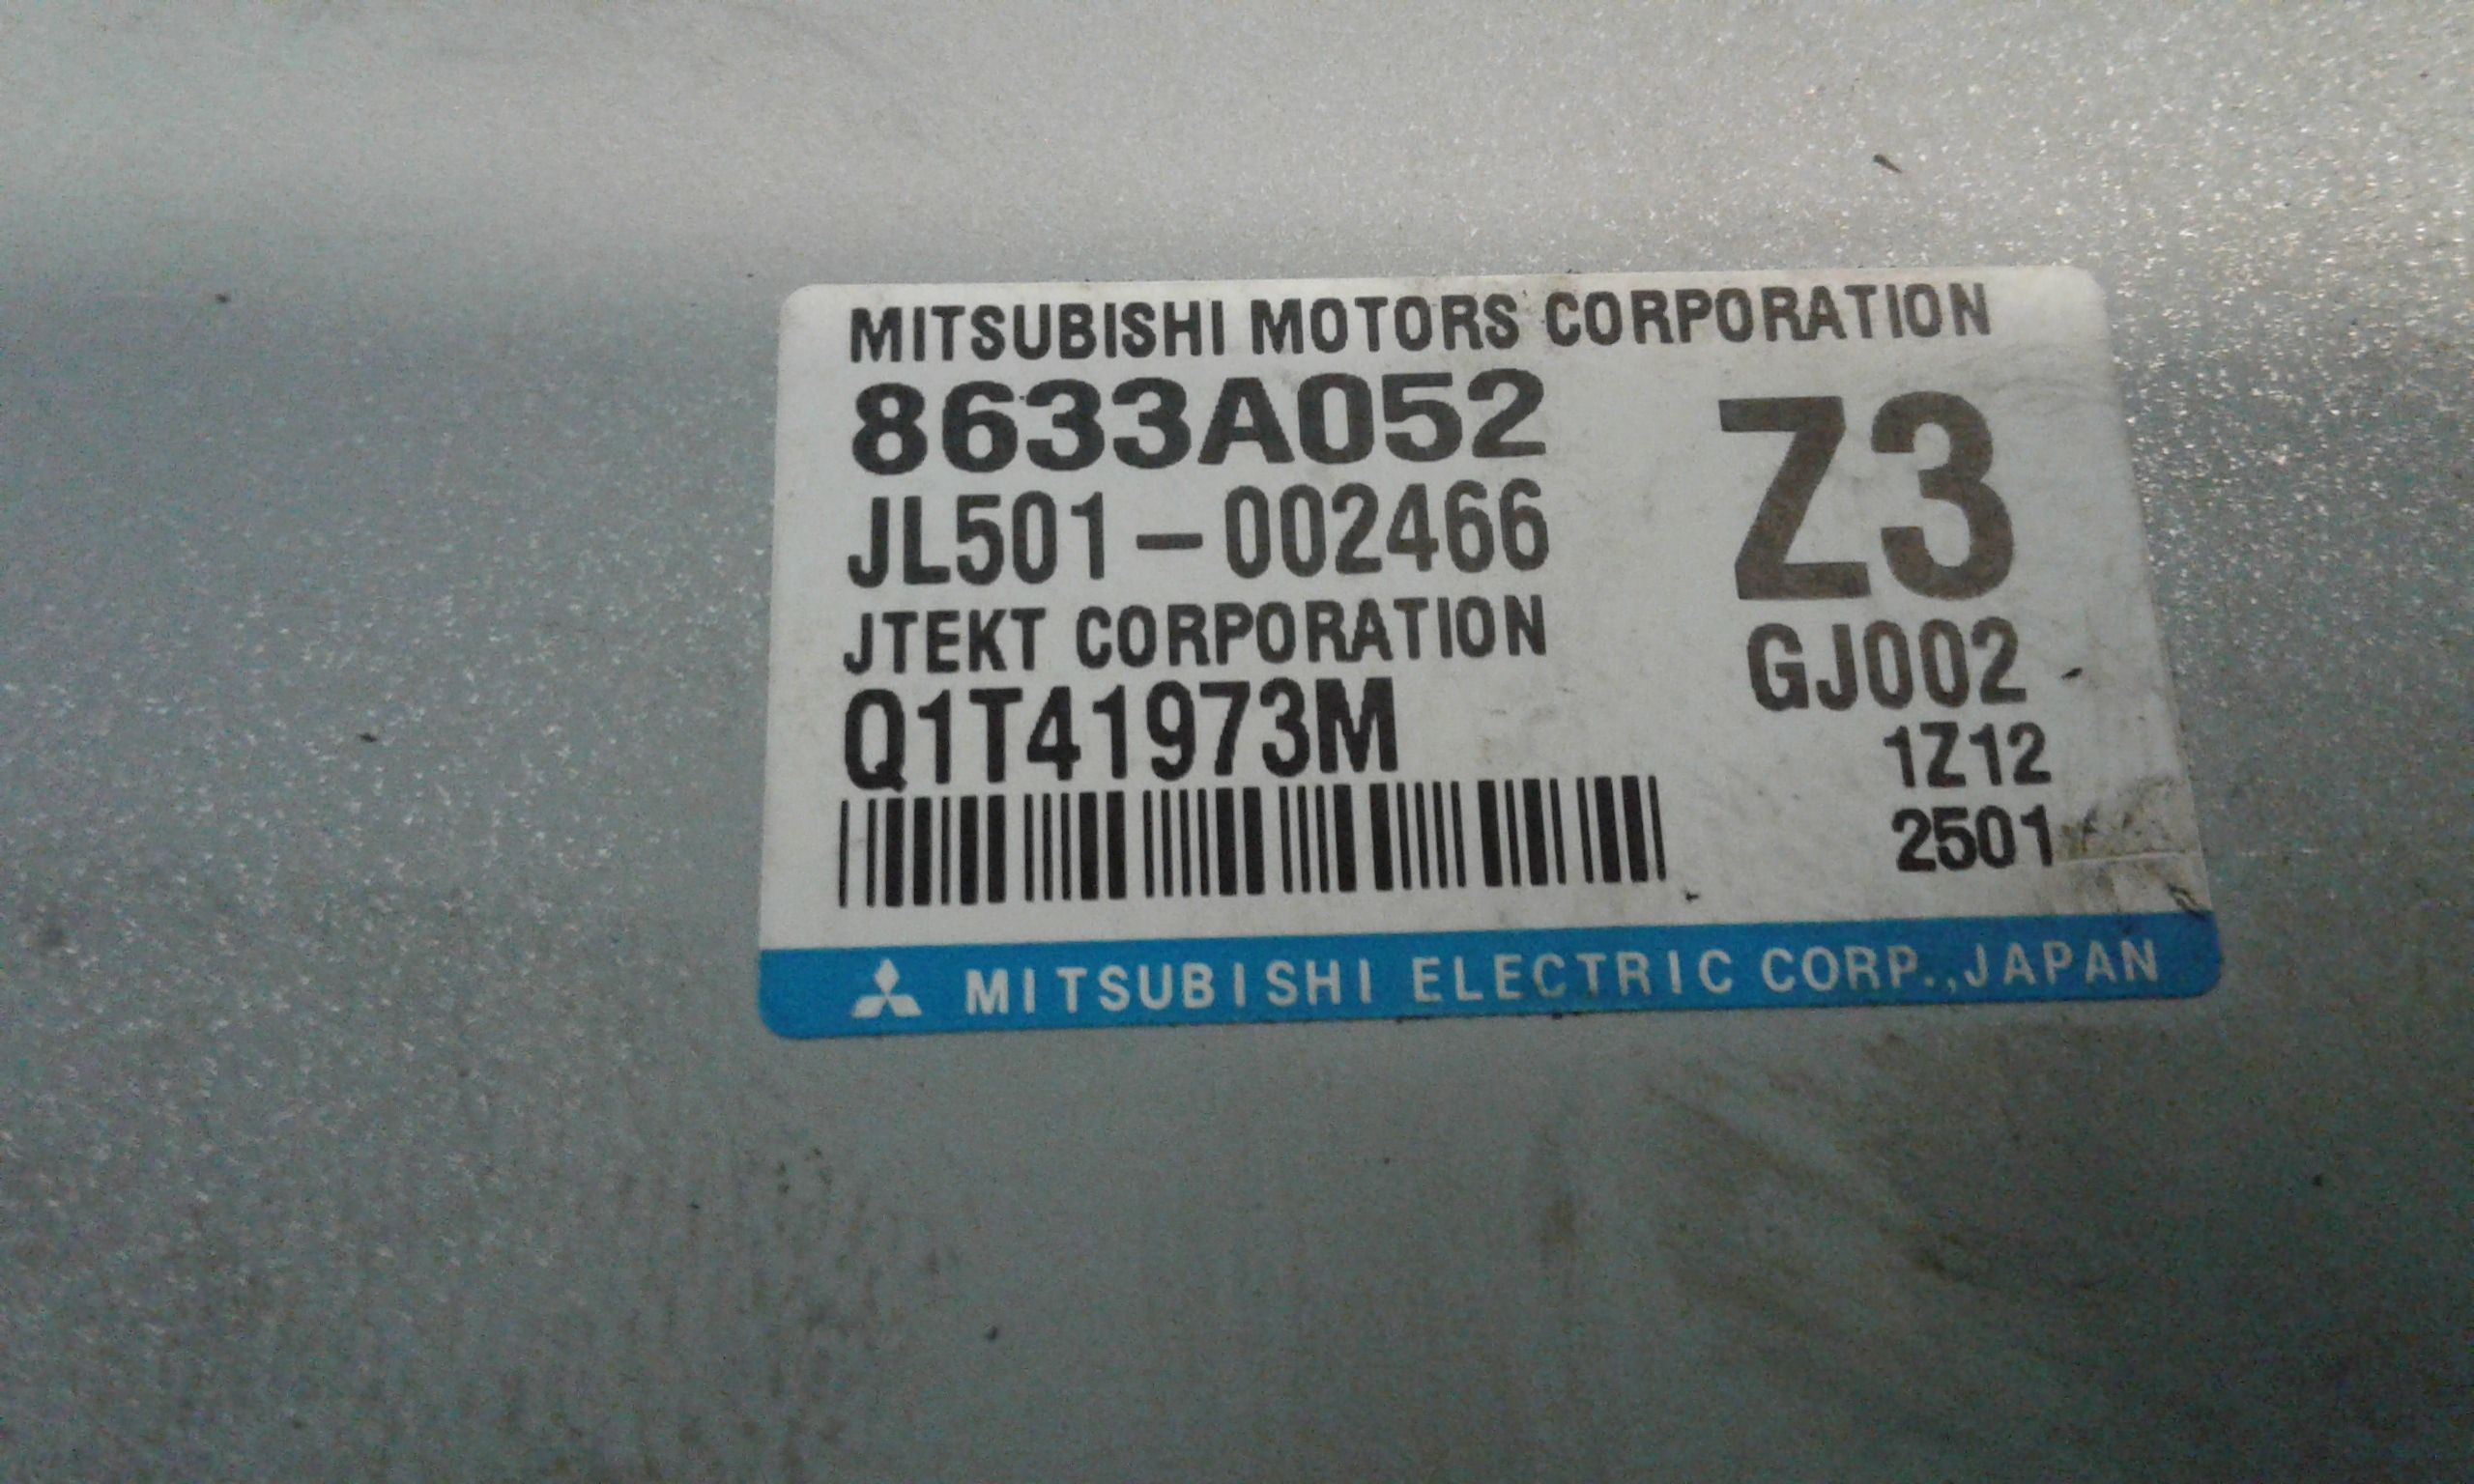 MITSUBISHI MOTORS CORPORATION
8633A052
Z3
JL501-002466
JTEKT CORPORATION
GJ002
Q1T41973M
1Z12
2501
MITSUBISHI ELECTRIC CORP.,JAPAN